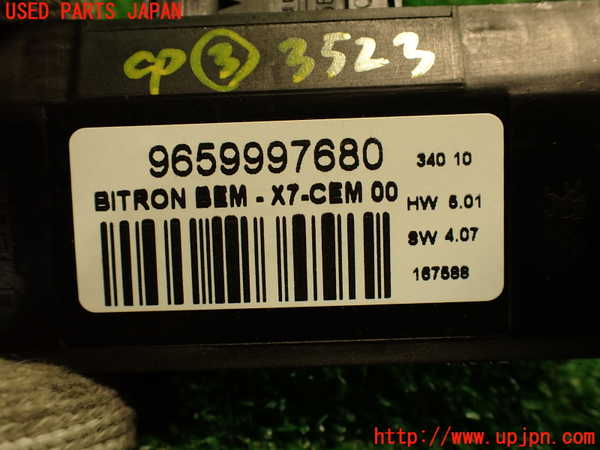 USED PARTS JAPAN
cp ③ 3523
9659997680
340 10
BITRON BEM - X7-CEM 00
HW 5.01
SW 4.07
167588
http://www.upjpn.com